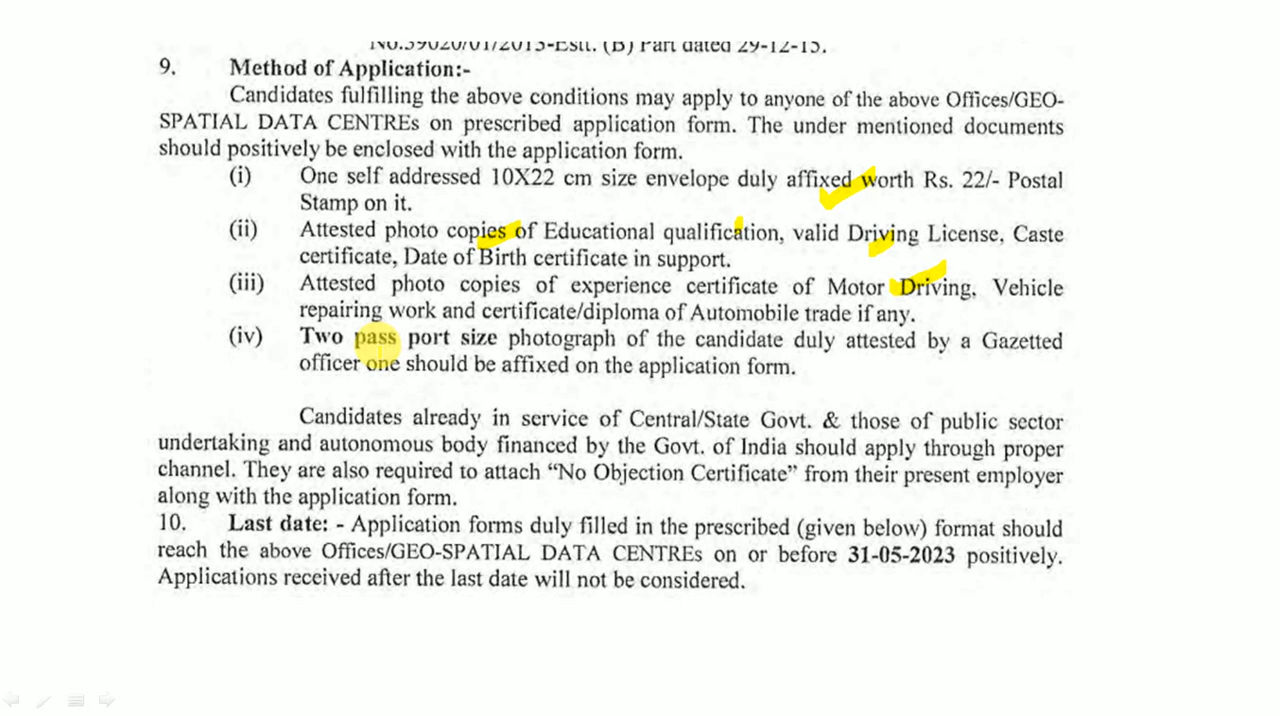 No.39020/01/2013-Estt. (B) Part dated 29-12-15.
9. Method of Application:-
Candidates fulfilling the above conditions may apply to anyone of the above Offices/GEO-
SPATIAL DATA CENTREs on prescribed application form. The under mentioned documents
should positively be enclosed with the application form.
(i) One self addressed 10X22 cm size envelope duly affixed worth Rs. 22/- Postal
Stamp on it.
(ii) Attested photo copies of Educational qualification, valid Driving License, Caste
certificate, Date of Birth certificate in support.
(iii) Attested photo copies of experience certificate of Motor Driving, Vehicle
repairing work and certificate/diploma of Automobile trade if any.
(iv) Two pass port size photograph of the candidate duly attested by a Gazetted
officer one should be affixed on the application form.
Candidates already in service of Central/State Govt. & those of public sector
undertaking and autonomous body financed by the Govt. of India should apply through proper
channel. They are also required to attach “No Objection Certificate” from their present employer
along with the application form.
10. Last date: - Application forms duly filled in the prescribed (given below) format should
reach the above Offices/GEO-SPATIAL DATA CENTREs on or before 31-05-2023 positively.
Applications received after the last date will not be considered.